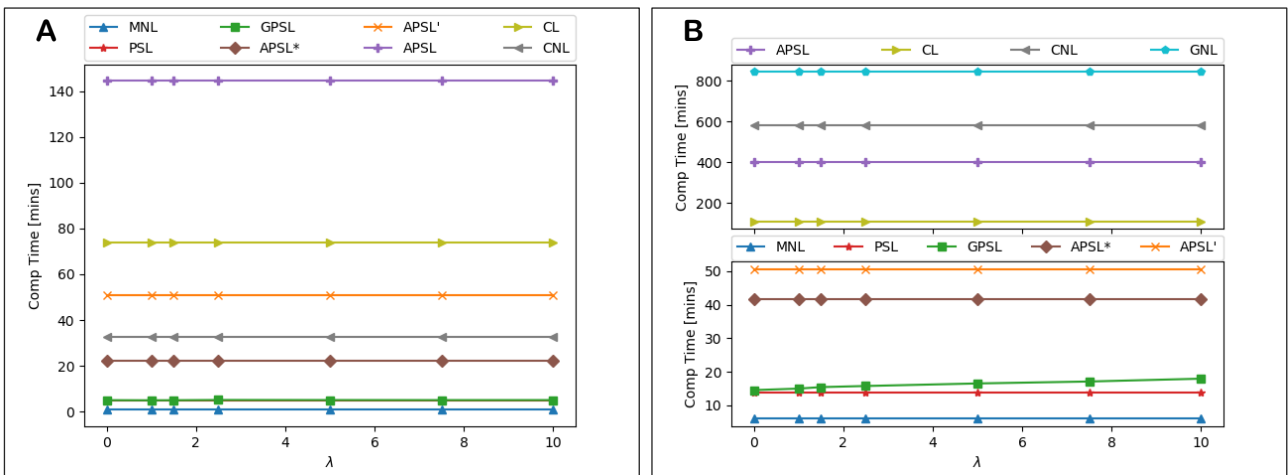 A
MNL GPSL APSL' CL
PSL APSL* APSL CNL
Comp Time [mins]
140
120
100
80
60
40
20
0
0 2 4 6 8 10
λ
B
APSL CL CNL GNL
Comp Time [mins]
800
600
400
200
MNL PSL GPSL APSL* APSL'
Comp Time [mins]
50
40
30
20
10
0 2 4 6 8 10
λ